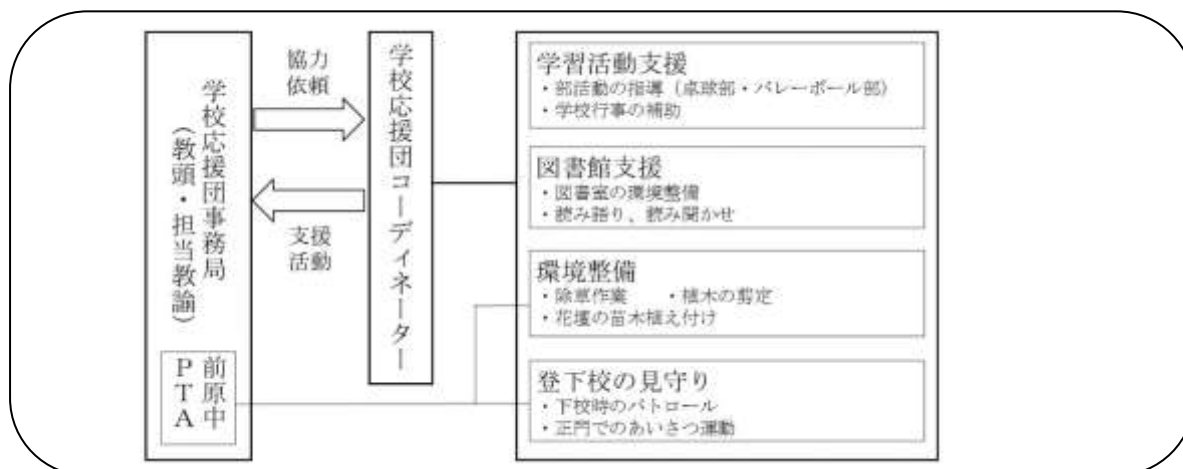 学校応援団事務局
（教頭・担当教諭）
前原中
PTA
協力
依頼
支援
活動
学校応援団コーディネーター
学習活動支援
・部活動の指導（卓球部・バレーボール部）
・学校行事の補助
図書館支援
・図書室の環境整備
・読み語り、読み聞かせ
環境整備
・除草作業　　・植木の剪定
・花壇の苗木植え付け
登下校の見守り
・下校時のパトロール
・正門でのあいさつ運動